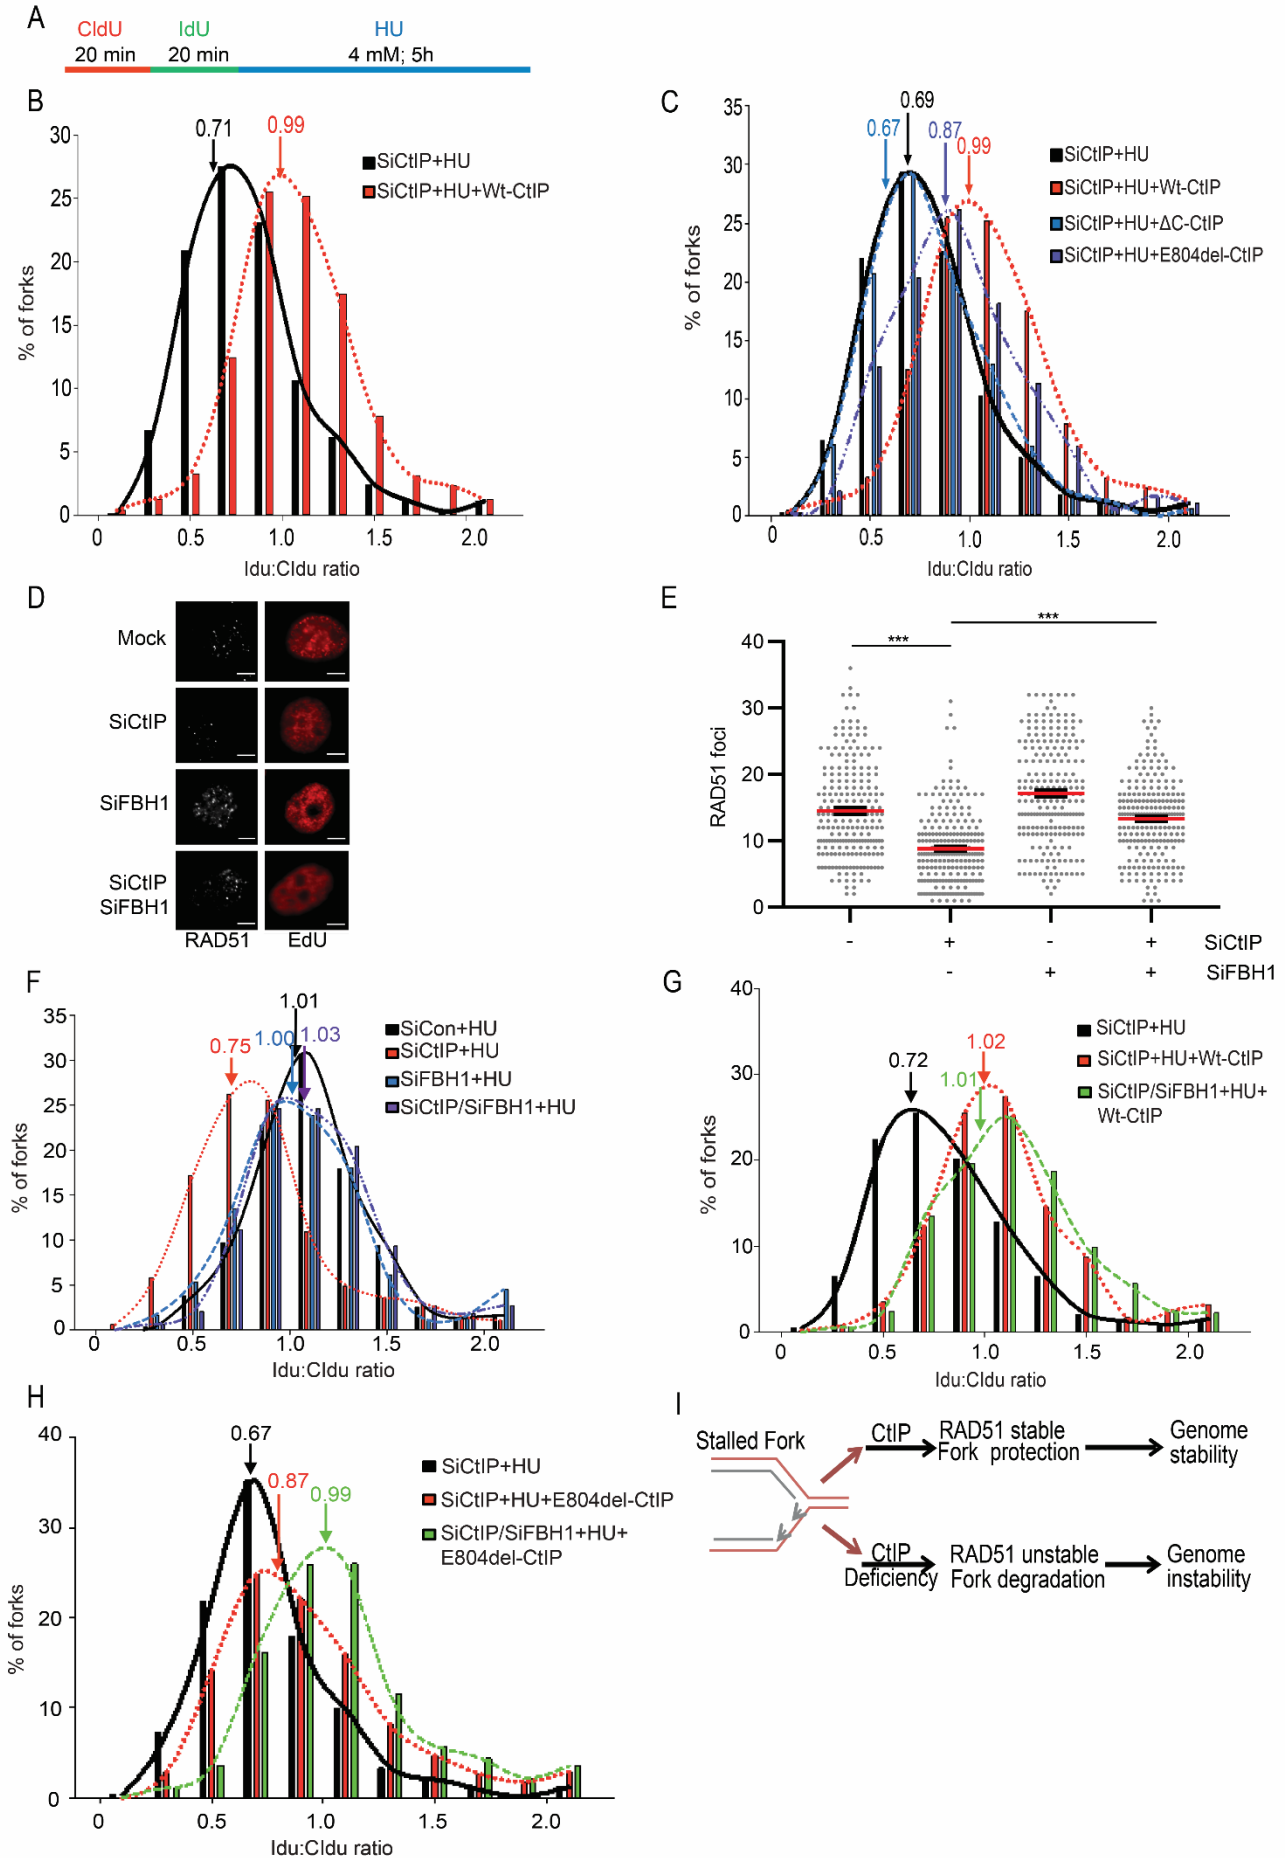 A
CldU
IdU
HU
20 min
20 min
4 mM; 5h
B
0.71
0.99
SiCtIP+HU
SiCtIP+HU+Wt-CtIP
30
25
20
15
10
5
0
% of forks
0
0.5
1.0
1.5
2.0
Idu:CIdu ratio
C
0.69
0.67
0.87
0.99
SiCtIP+HU
SiCtIP+HU+Wt-CtIP
SiCtIP+HU+ΔC-CtIP
SiCtIP+HU+E804del-CtIP
35
30
25
20
15
10
5
0
% of forks
0
0.5
1.0
1.5
2.0
Idu:CIdu ratio
D
Mock
SiCtIP
SiFBH1
SiCtIP
SiFBH1
RAD51
EdU
E
***
***
40
30
20
10
0
RAD51 foci
-
+
-
+
SiCtIP
-
+
+
SiFBH1
F
1.01
0.75
1.00
1.03
SiCon+HU
SiCtIP+HU
SiFBH1+HU
SiCtIP/SiFBH1+HU
35
30
25
20
15
10
5
0
% of forks
0
0.5
1.0
1.5
2.0
Idu:CIdu ratio
G
0.72
1.02
1.01
SiCtIP+HU
SiCtIP+HU+Wt-CtIP
SiCtIP/SiFBH1+HU+
Wt-CtIP
40
30
20
10
0
% of forks
0
0.5
1.0
1.5
2.0
Idu:CIdu ratio
H
0.67
0.87
0.99
SiCtIP+HU
SiCtIP+HU+E804del-CtIP
SiCtIP/SiFBH1+HU+
E804del-CtIP
40
30
20
10
0
% of forks
0
0.5
1.0
1.5
2.0
Idu:CIdu ratio
I
Stalled Fork
CtIP
RAD51 stable
Fork protection
Genome
stability
CtIP
Deficiency
RAD51 unstable
Fork degradation
Genome
instability